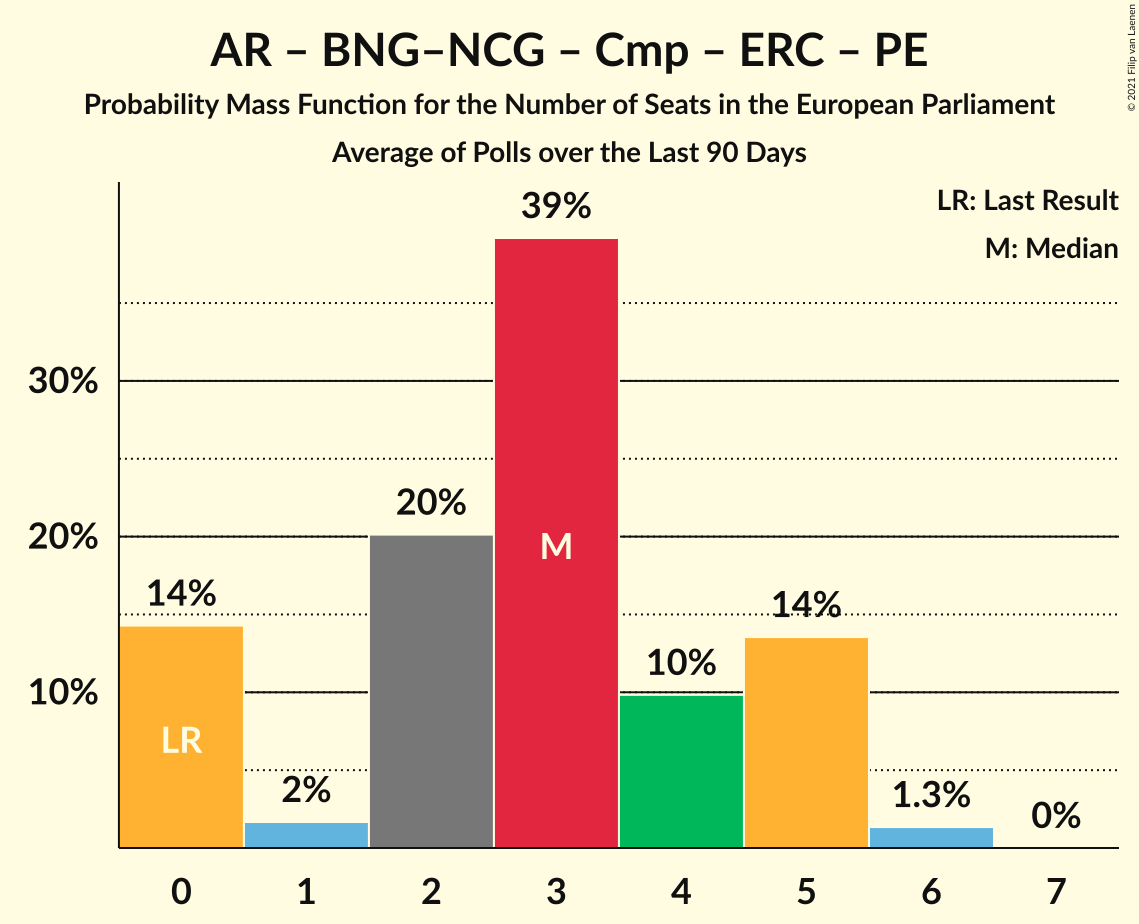 AR – BNG–NCG – Cmp – ERC – PE
Probability Mass Function for the Number of Seats in the European Parliament
Average of Polls over the Last 90 Days
© 2021 Filip van Laenen
LR: Last Result
M: Median
39%
30%
20%
20%
M
14%
14%
10%
10%
LR
2%
1.3%
0%
0 1 2 3 4 5 6 7